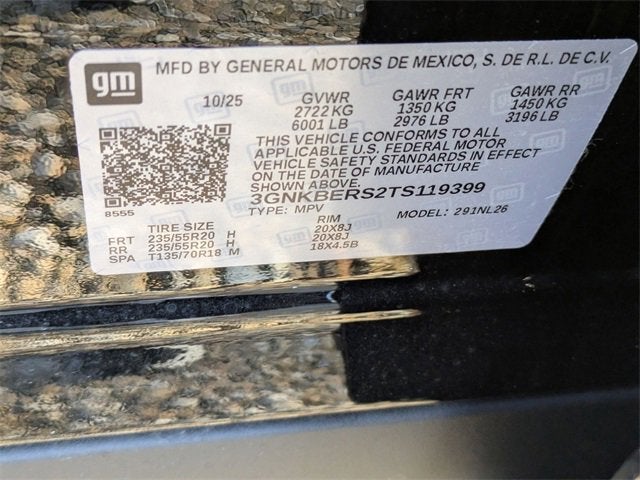 gm MFD BY GENERAL MOTORS DE MEXICO, S. DE R.L. DE C.V.
10/25 GVWR GAWR FRT GAWR RR
2722 KG 1350 KG 1450 KG
6001 LB 2976 LB 3196 LB
THIS VEHICLE CONFORMS TO ALL
APPLICABLE U.S. FEDERAL MOTOR
VEHICLE SAFETY STANDARDS IN EFFECT
ON THE DATE OF MANUFACTURE
SHOWN ABOVE.
3GNKBERS2TS119399
8555 TYPE: MPV MODEL: 291NL26
TIRE SIZE RIM
FRT 235/55R20 H 20X8J
RR 235/55R20 H 20X8J
SPA T135/70R18 M 18X4.5B